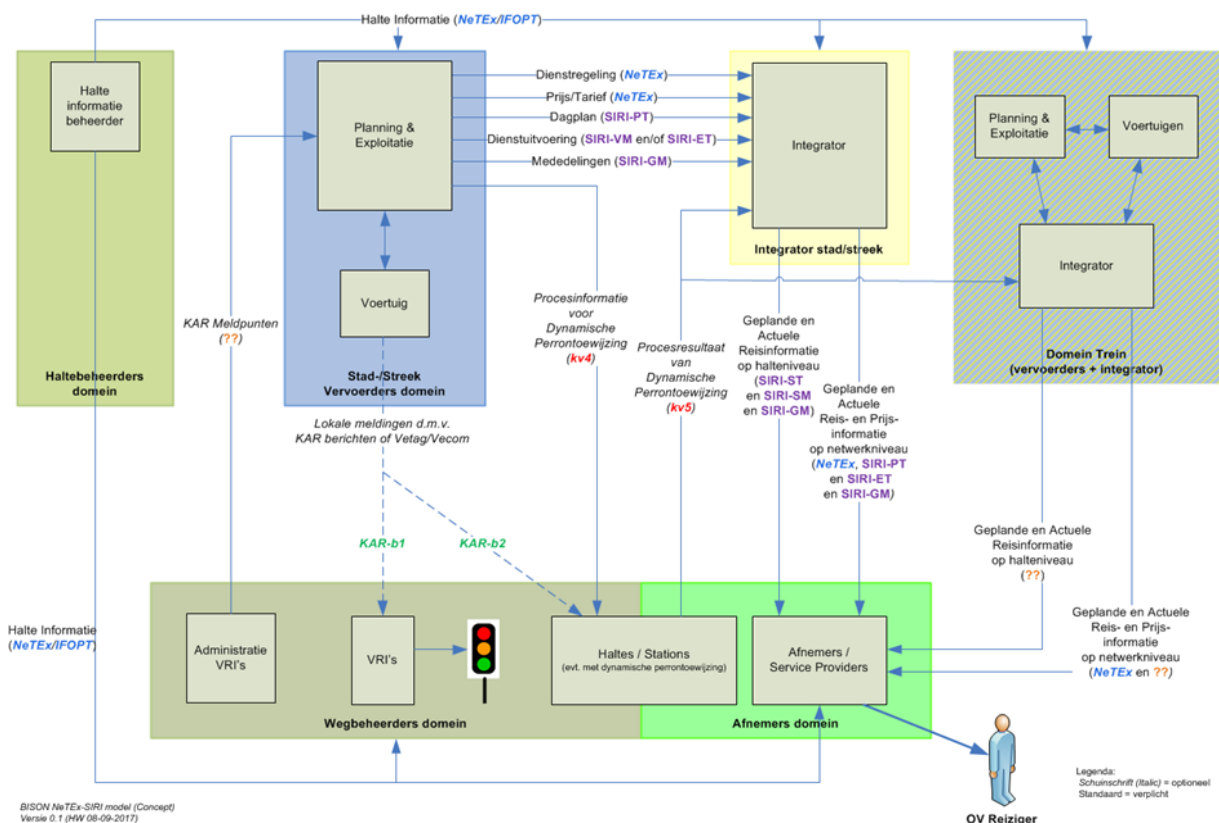 Halte Informatie (NeTEx/IFOPT)
Halte
informatie
beheerder
Haltebeheerders
domein
Planning &
Exploitatie
Voertuig
Stad-/Streek
Vervoerders domein
Dienstregeling (NeTEx)
Prijs/Tarief (NeTEx)
Dagplan (SIRI-PT)
Dienstuitvoering (SIRI-VM en/of SIRI-ET)
Mededelingen (SIRI-GM)
Integrator
Integrator stad/streek
Planning &
Exploitatie
Voertuigen
Integrator
Domein Trein
(vervoerders + integrator)
KAR Meldpunten
(??)
Procesinformatie
voor
Dynamische
Perrontoewijzing
(kv4)
Procesresultaat
van
Dynamische
Perrontoewijzing
(kv5)
Geplande en
Actuele
Reisinformatie
op halteniveau
(SIRI-ST
en SIRI-SM
en SIRI-GM)
Geplande en
Actuele
Reis- en Prijs-
informatie
op netwerkniveau
(NeTEx, SIRI-PT
en SIRI-ET
en SIRI-GM)
Lokale meldingen d.m.v.
KAR berichten of Vetag/Vecom
KAR-b1
KAR-b2
Geplande en Actuele
Reisinformatie
op halteniveau
(??)
Geplande en Actuele
Reis- en Prijs-
informatie
op netwerkniveau
(NeTEx en ??)
Halte Informatie
(NeTEx/IFOPT)
Administratie
VRI's
VRI's
Haltes / Stations
(evt. met dynamische perrontoewijzing)
Afnemers /
Service Providers
Wegbeheerders domein
Afnemers domein
OV Reiziger
Legenda:
Schuinschrift (Italic) = optioneel
Standaard = verplicht
BISON NeTEx-SIRI model (Concept)
Versie 0.1 (HW 08-09-2017)